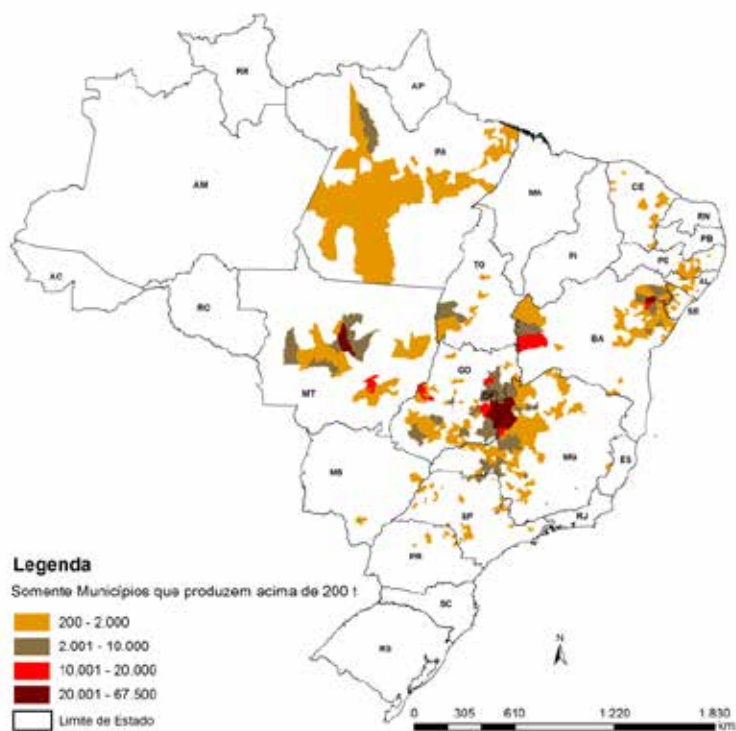 RR
AP
AM
PA
MA
CE
RN
PB
PE
AL
SE
PI
TO
AC
RO
BA
MT
GO
DF
MG
ES
MS
SP
RJ
PR
SC
RS
Legenda
Somente Municípios que produzem acima de 200 t
200 - 2.000
2.001 - 10.000
10.001 - 20.000
20.001 - 67.500
Limite de Estado
N
0 305 610 1.220 1.830
km